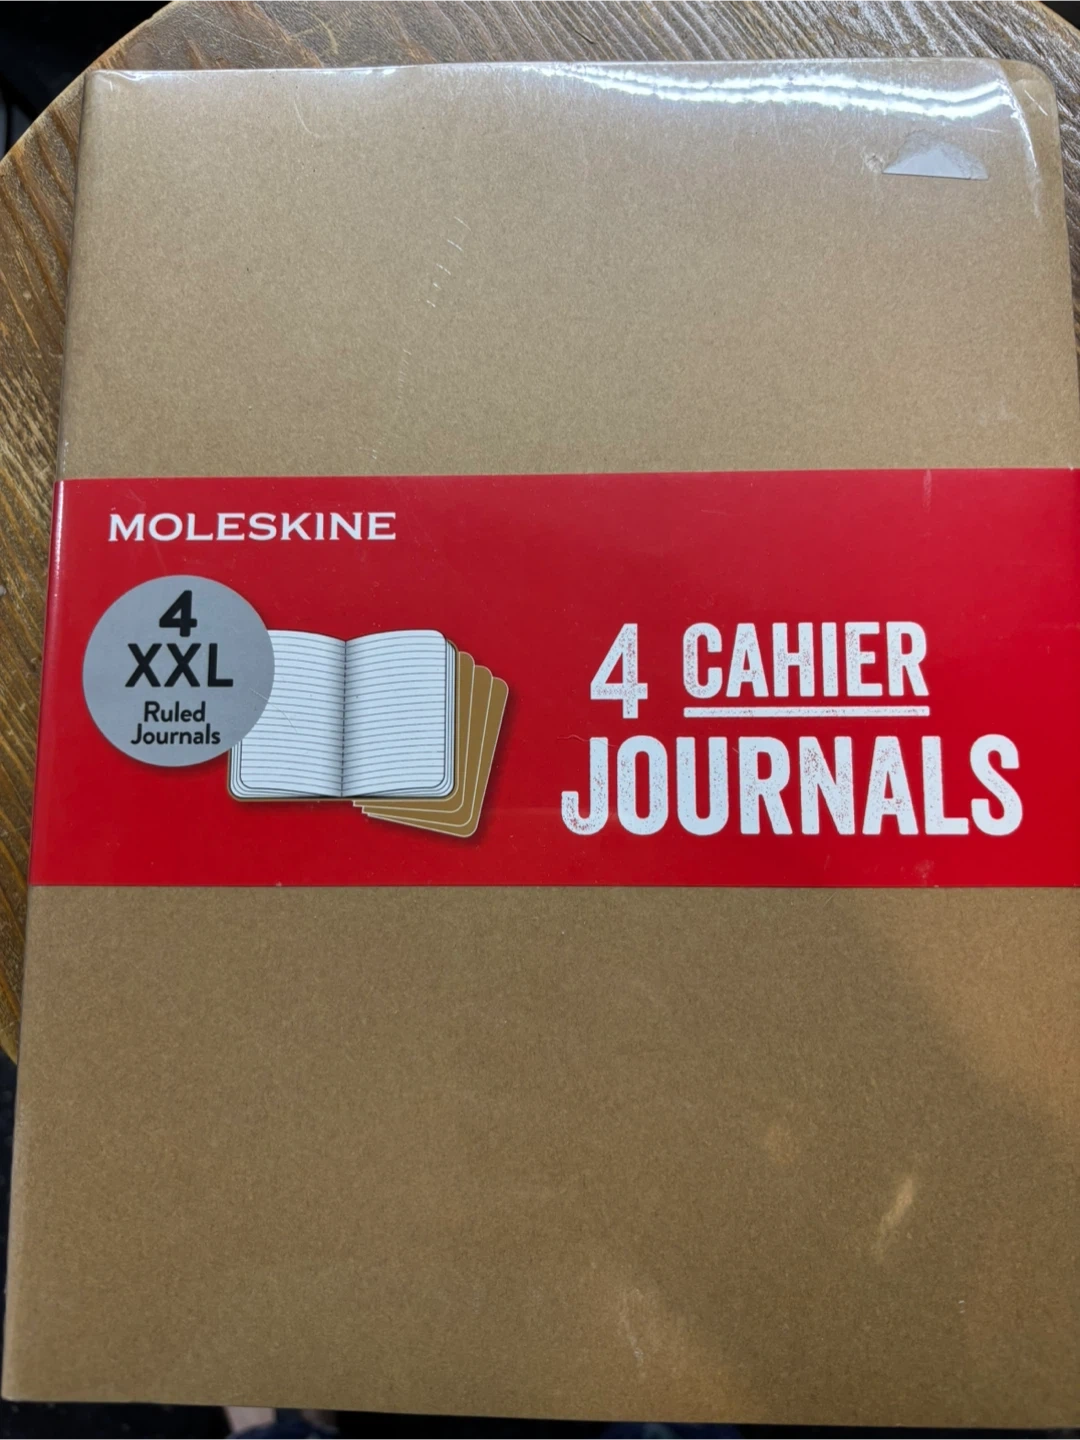 MOLESKINE
4
XXL
Ruled
Journals
4 CAHIER
JOURNALS